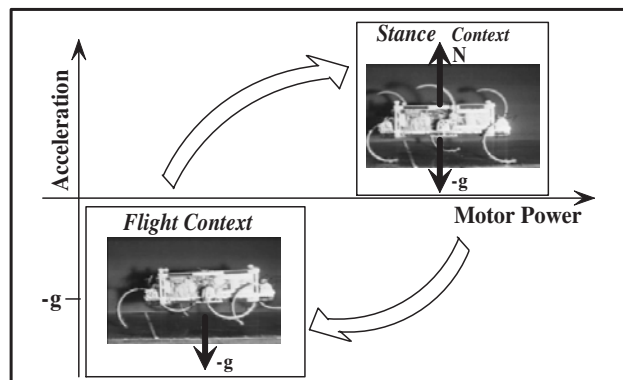 Stance Context
N
Acceleration
-g
Motor Power
Flight Context
-g
-g